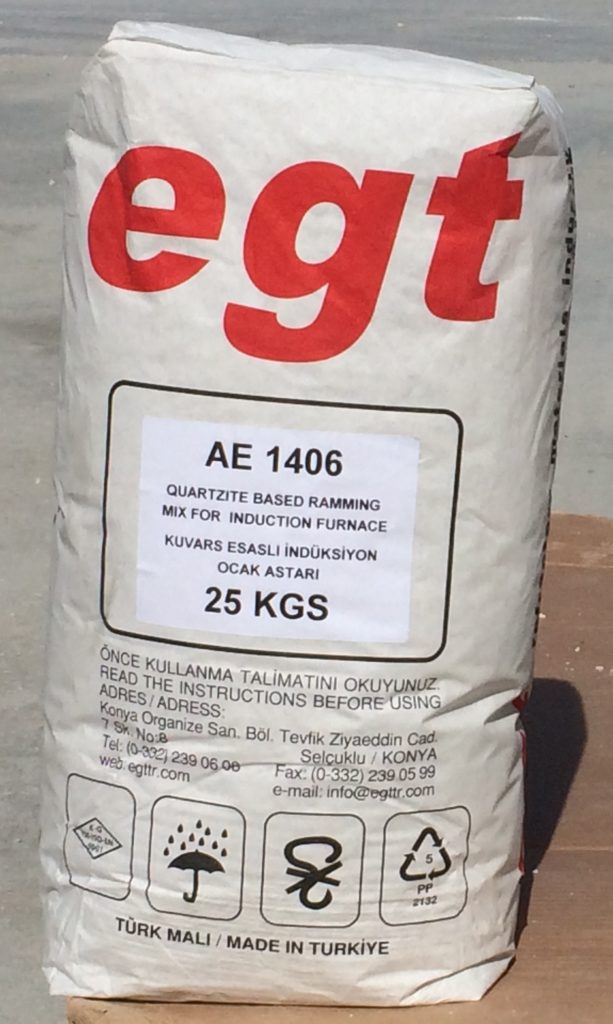 egt
AE 1406
QUARTZITE BASED RAMMING
MIX FOR INDUCTION FURNACE
KUVARS ESASLI İNDÜKSİYON
OCAK ASTARI
25 KGS
ÖNCE KULLANMA TALİMATINI OKUYUNUZ.
READ THE INSTRUCTIONS BEFORE USING
ADRES / ADRESS:
Konya Organize San. Böl. Tevfik Ziyaeddin Cad.
7 Sk. No:8 Selçuklu / KONYA
Tel: (0-332) 239 06 00 Fax: (0-332) 239 05 99
web. egttr.com e-mail: info@egttr.com
5
PP
2132
TÜRK MALI / MADE IN TURKİYE
materials